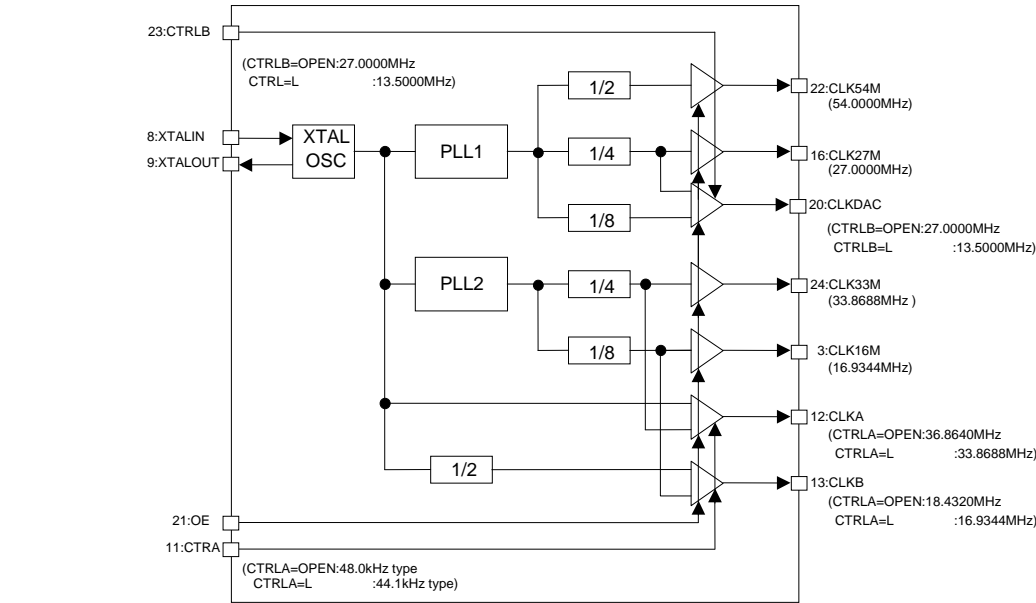 23:CTRLB
(CTRLB=OPEN:27.0000MHz
CTRL=L :13.5000MHz)
1/2
22:CLK54M
(54.0000MHz)
8:XTALIN
9:XTALOUT
XTAL
OSC
PLL1
1/4
16:CLK27M
(27.0000MHz)
1/8
20:CLKDAC
(CTRLB=OPEN:27.0000MHz
CTRLB=L :13.5000MHz)
PLL2
1/4
24:CLK33M
(33.8688MHz )
1/8
3:CLK16M
(16.9344MHz)
12:CLKA
(CTRLA=OPEN:36.8640MHz
CTRLA=L :33.8688MHz)
1/2
13:CLKB
(CTRLA=OPEN:18.4320MHz
CTRLA=L :16.9344MHz)
21:OE
11:CTRA
(CTRLA=OPEN:48.0kHz type
CTRLA=L :44.1kHz type)